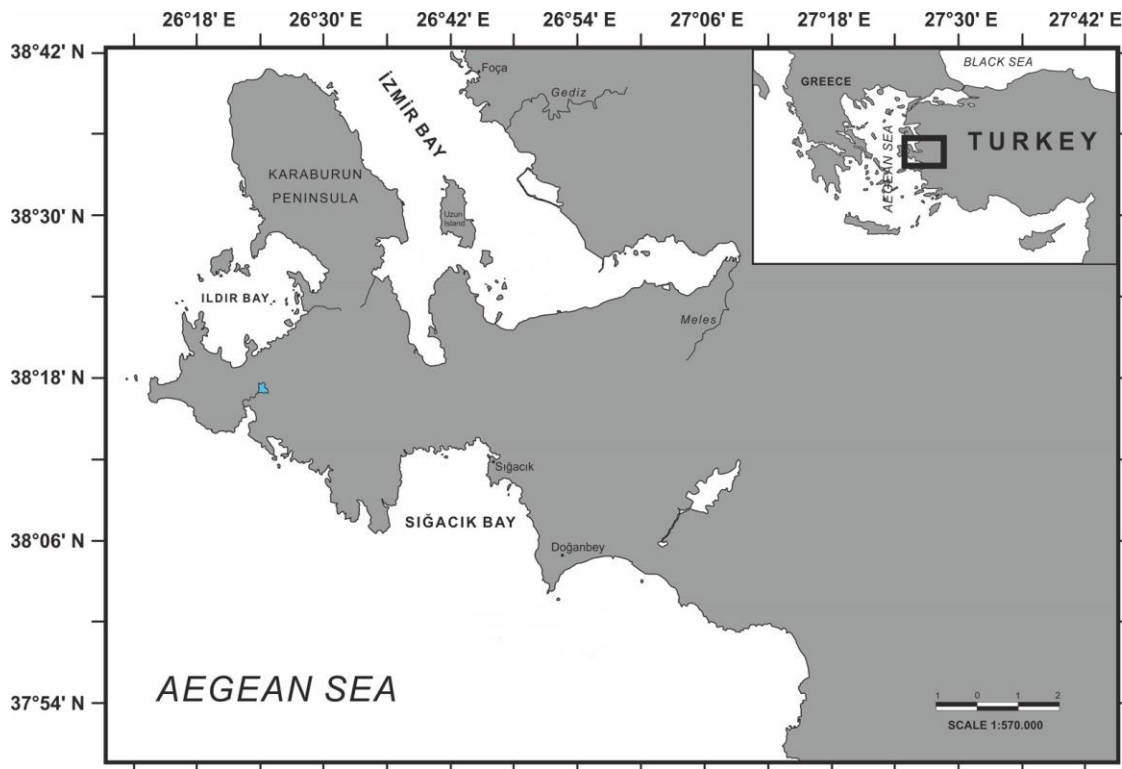 26°18' E 26°30' E 26°42' E 26°54' E 27°06' E 27°18' E 27°30' E 27°42' E
38°42' N
38°30' N
38°18' N
38°06' N
37°54' N
Foça
Gediz
İZMİR BAY
KARABURUN
PENINSULA
Uzun
Island
ILDIR BAY
Meles
Sığacık
SIĞACIK BAY
Doğanbey
AEGEAN SEA
BLACK SEA
GREECE
TURKEY
AEGEAN SEA
1 0 1 2
SCALE 1:570.000